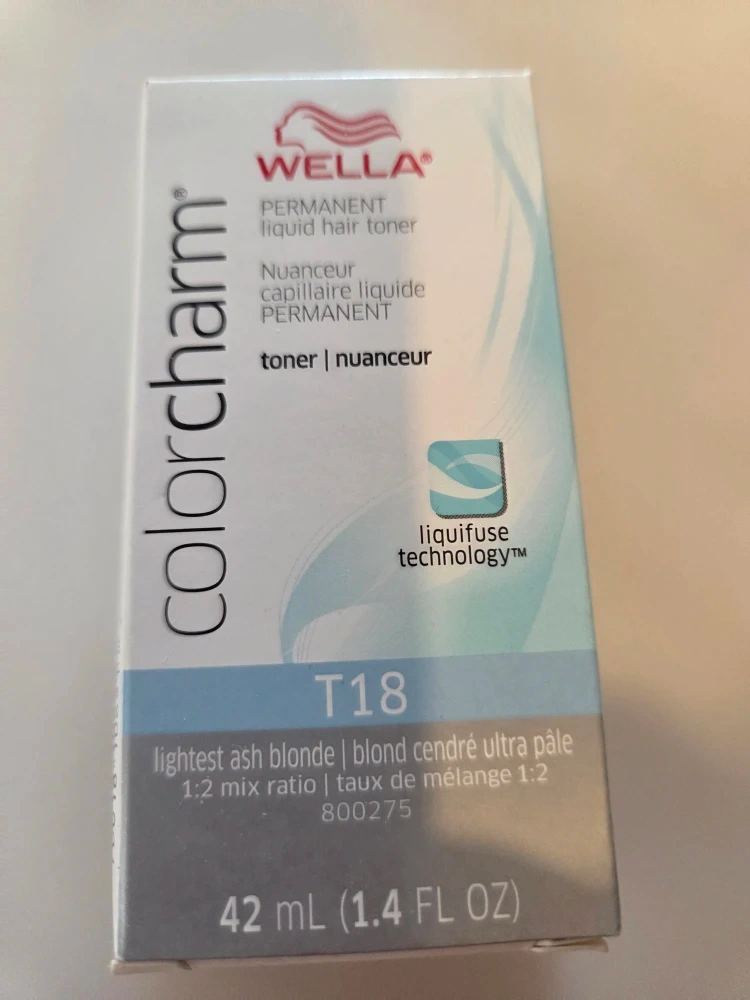 WELLA®
PERMANENT
liquid hair toner
Nuanceur
capillaire liquide
PERMANENT
toner | nuanceur
colorcharm®
liquifuse
technology™
T18
lightest ash blonde | blond cendré ultra pâle
1:2 mix ratio | taux de mélange 1:2
800275
42 mL (1.4 FL OZ)